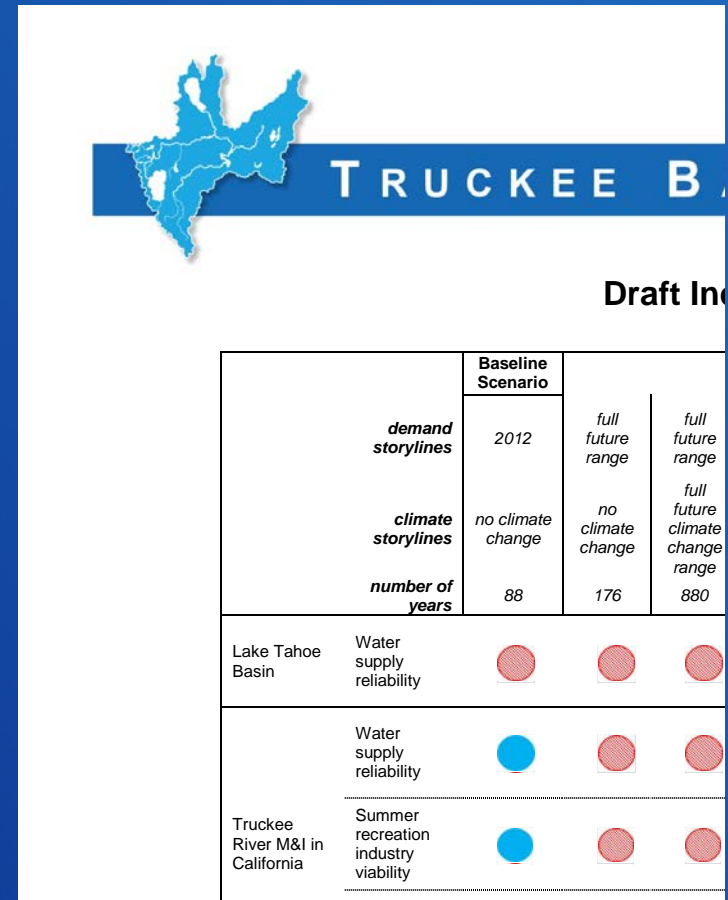 TRUCKEE B
Draft In
Baseline
Scenario
demand
storylines
2012
full
future
range
full
future
range
climate
storylines
no climate
change
no
climate
change
full
future
climate
change
range
number of
years
88
176
880
Lake Tahoe
Basin
Water
supply
reliability
Truckee
River M&I in
California
Water
supply
reliability
Summer
recreation
industry
viability